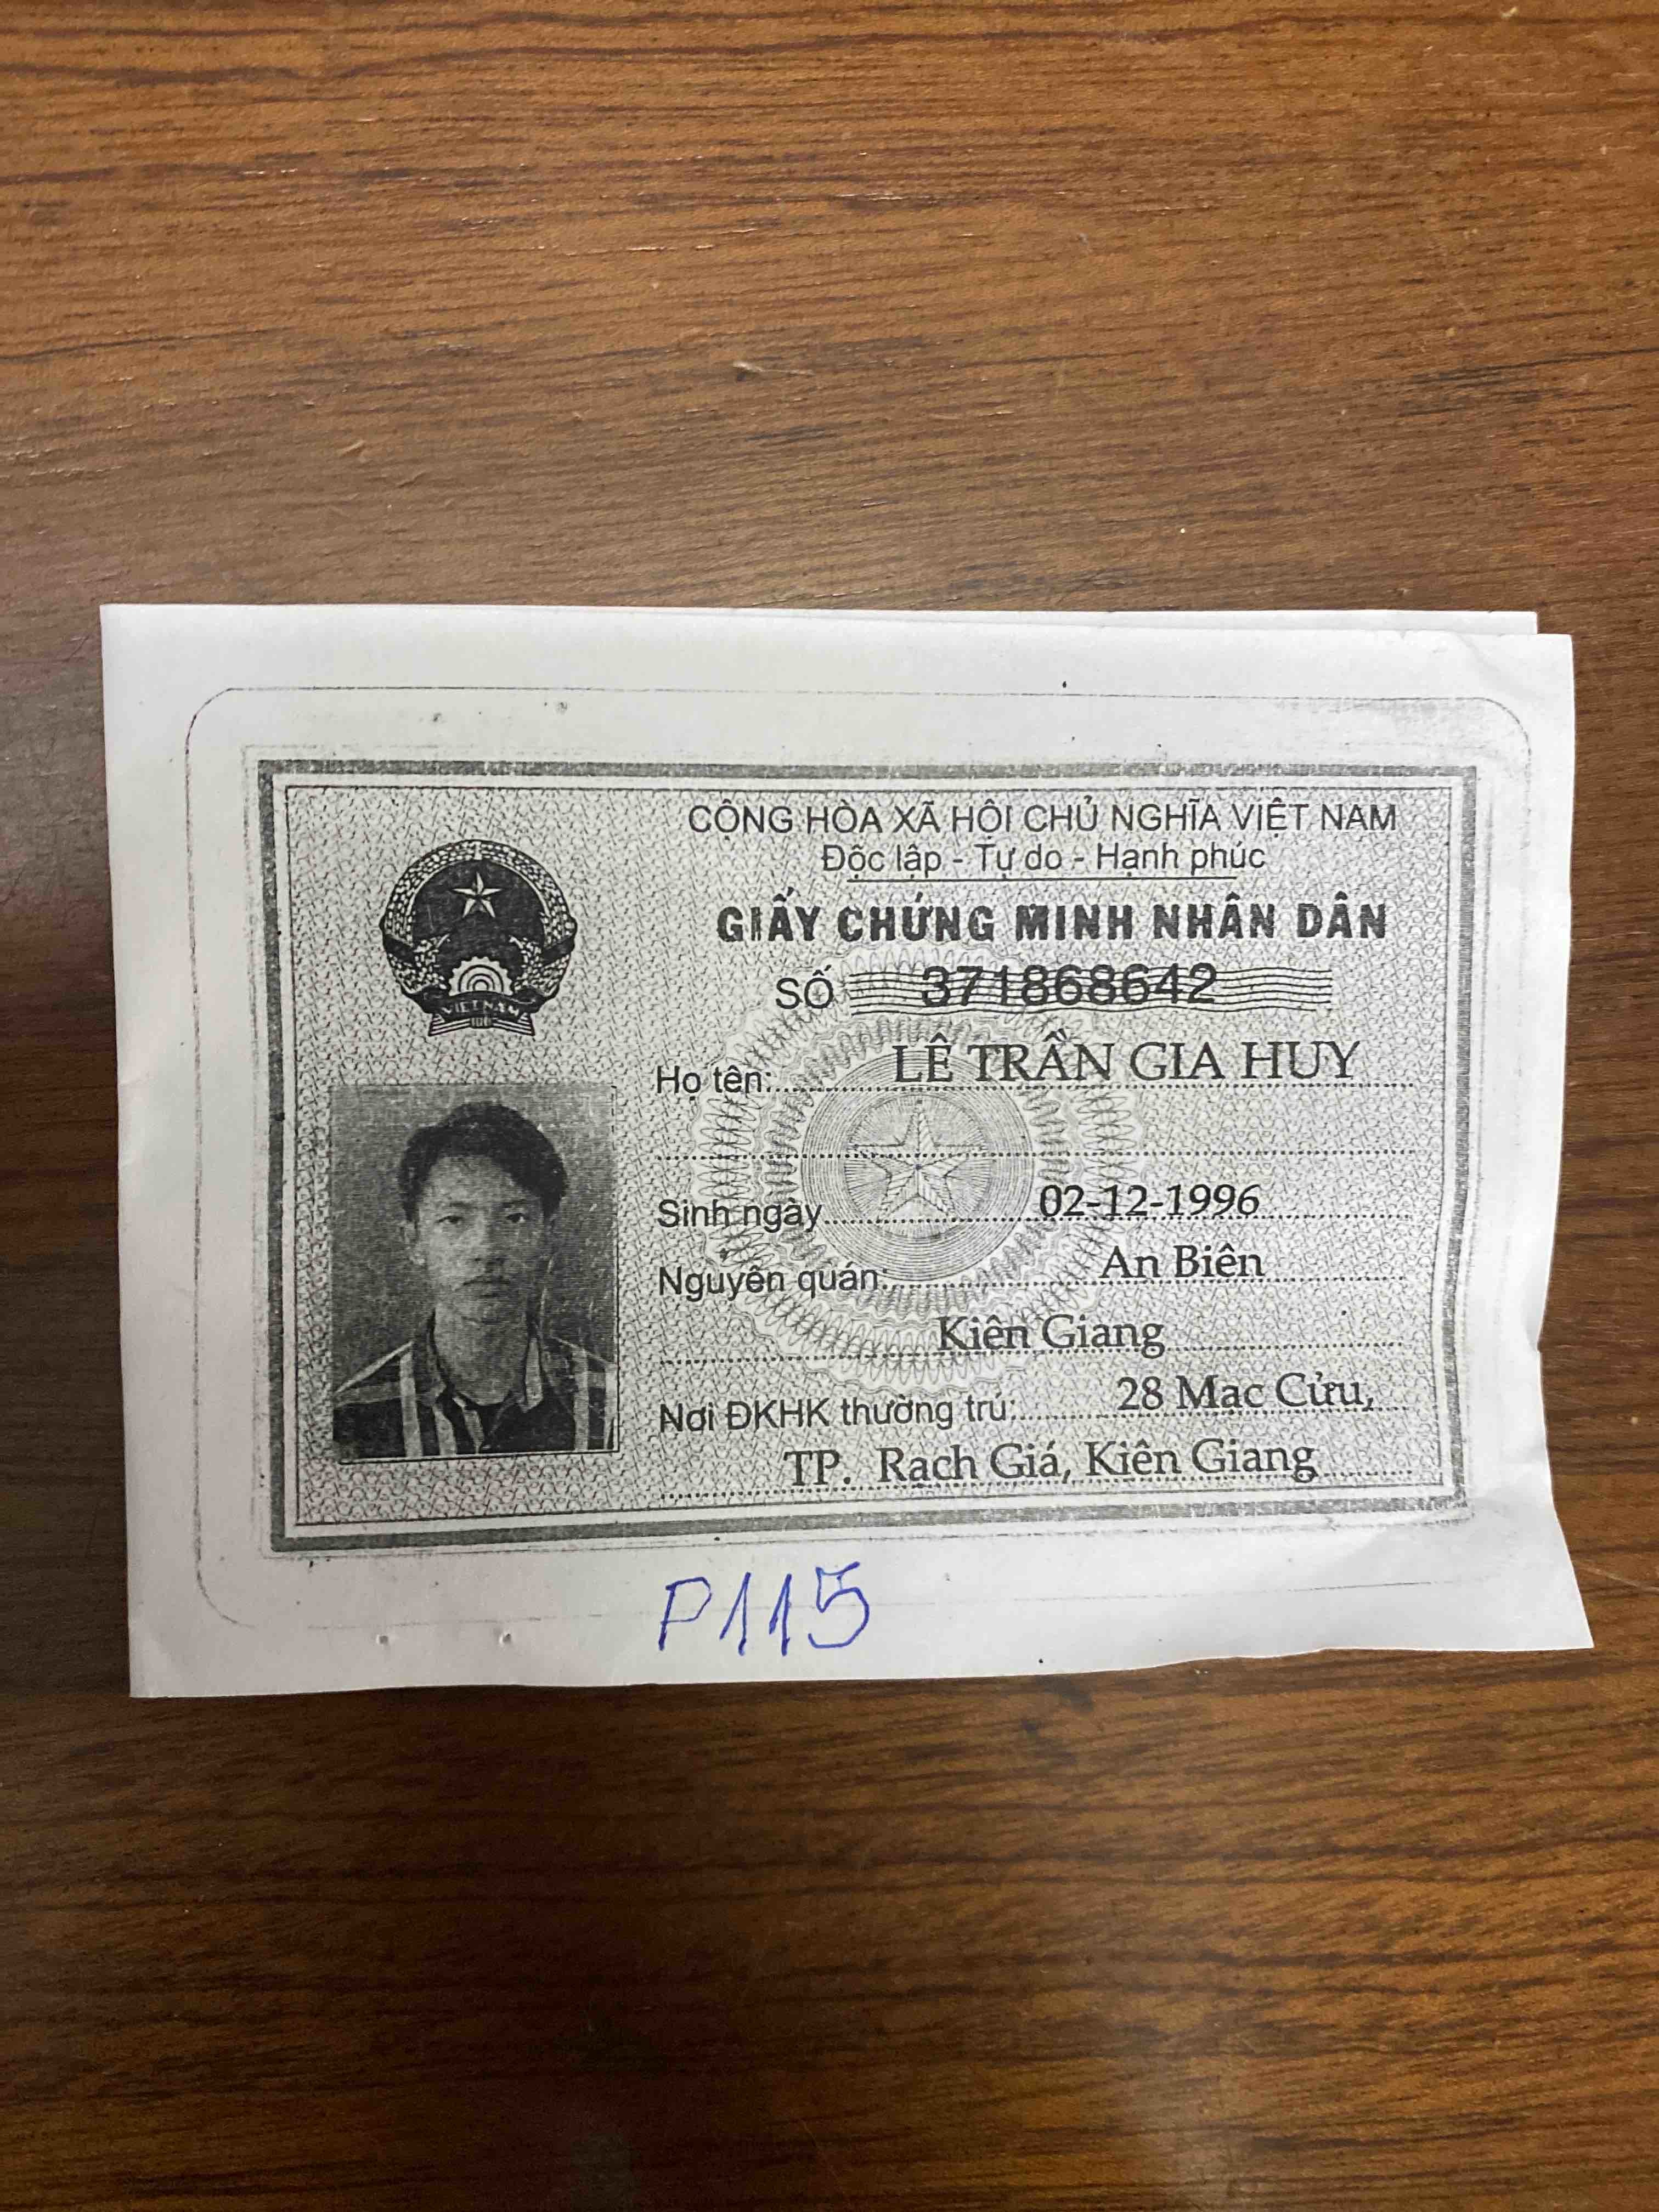 CỘNG HÒA XÃ HỘI CHỦ NGHĨA VIỆT NAM
Độc lập - Tự do - Hạnh phúc
GIẤY CHỨNG MINH NHÂN DÂN
SỐ 371868642
VIỆT NAM
Họ tên: LÊ TRẦN GIA HUY
Sinh ngày 02-12-1996
Nguyên quán: An Biên
Kiên Giang
Nơi ĐKHK thường trú: 28 Mạc Cửu,
TP. Rạch Giá, Kiên Giang
P115